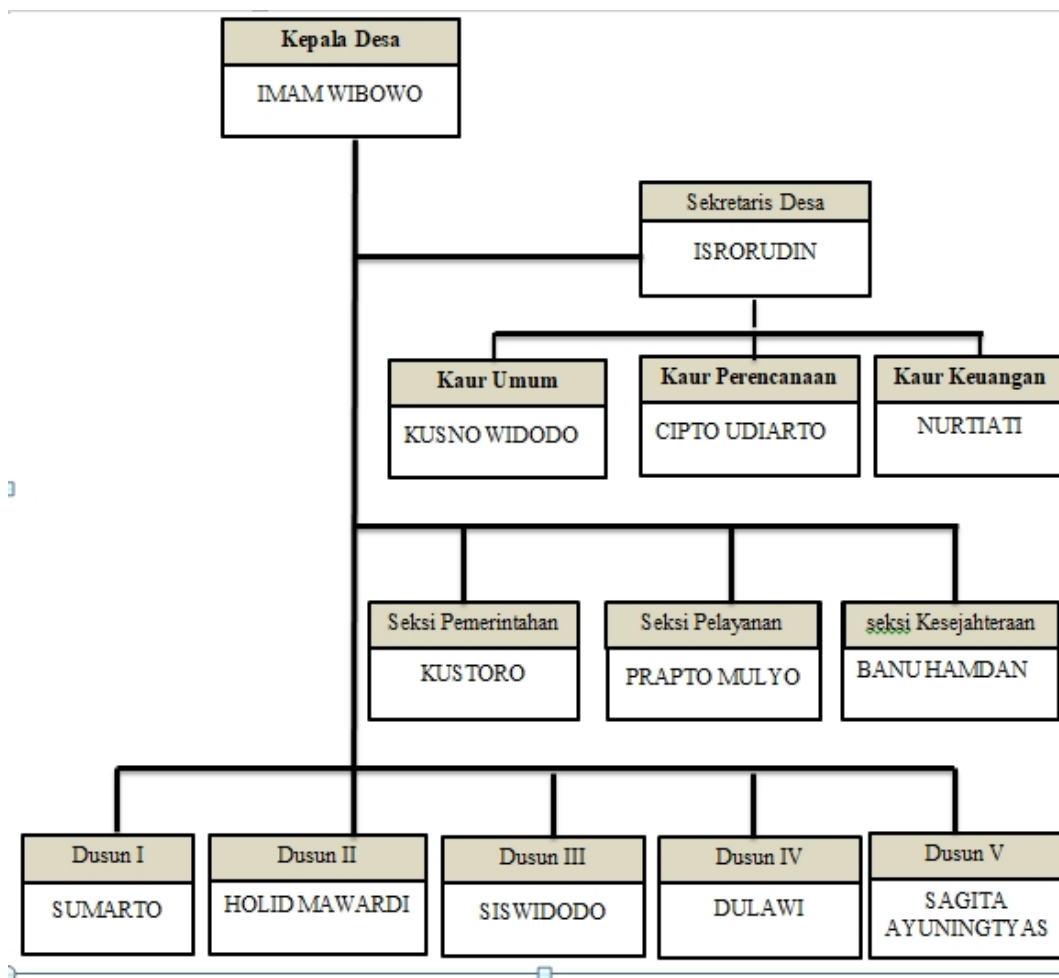 Kepala Desa
IMAM WIBOWO
Sekretaris Desa
ISRORUDIN
Kaur Umum
KUSNO WIDODO
Kaur Perencanaan
CIPTO UDIARTO
Kaur Keuangan
NURTIATI
Seksi Pemerintahan
KUSTORO
Seksi Pelayanan
PRAPTO MULYO
seksi Kesejahteraan
BANU HAMDAN
Dusun I
SUMARTO
Dusun II
HOLID MAWARDI
Dusun III
SISWIDODO
Dusun IV
DULAWI
Dusun V
SAGITA
AYUNINGTYAS